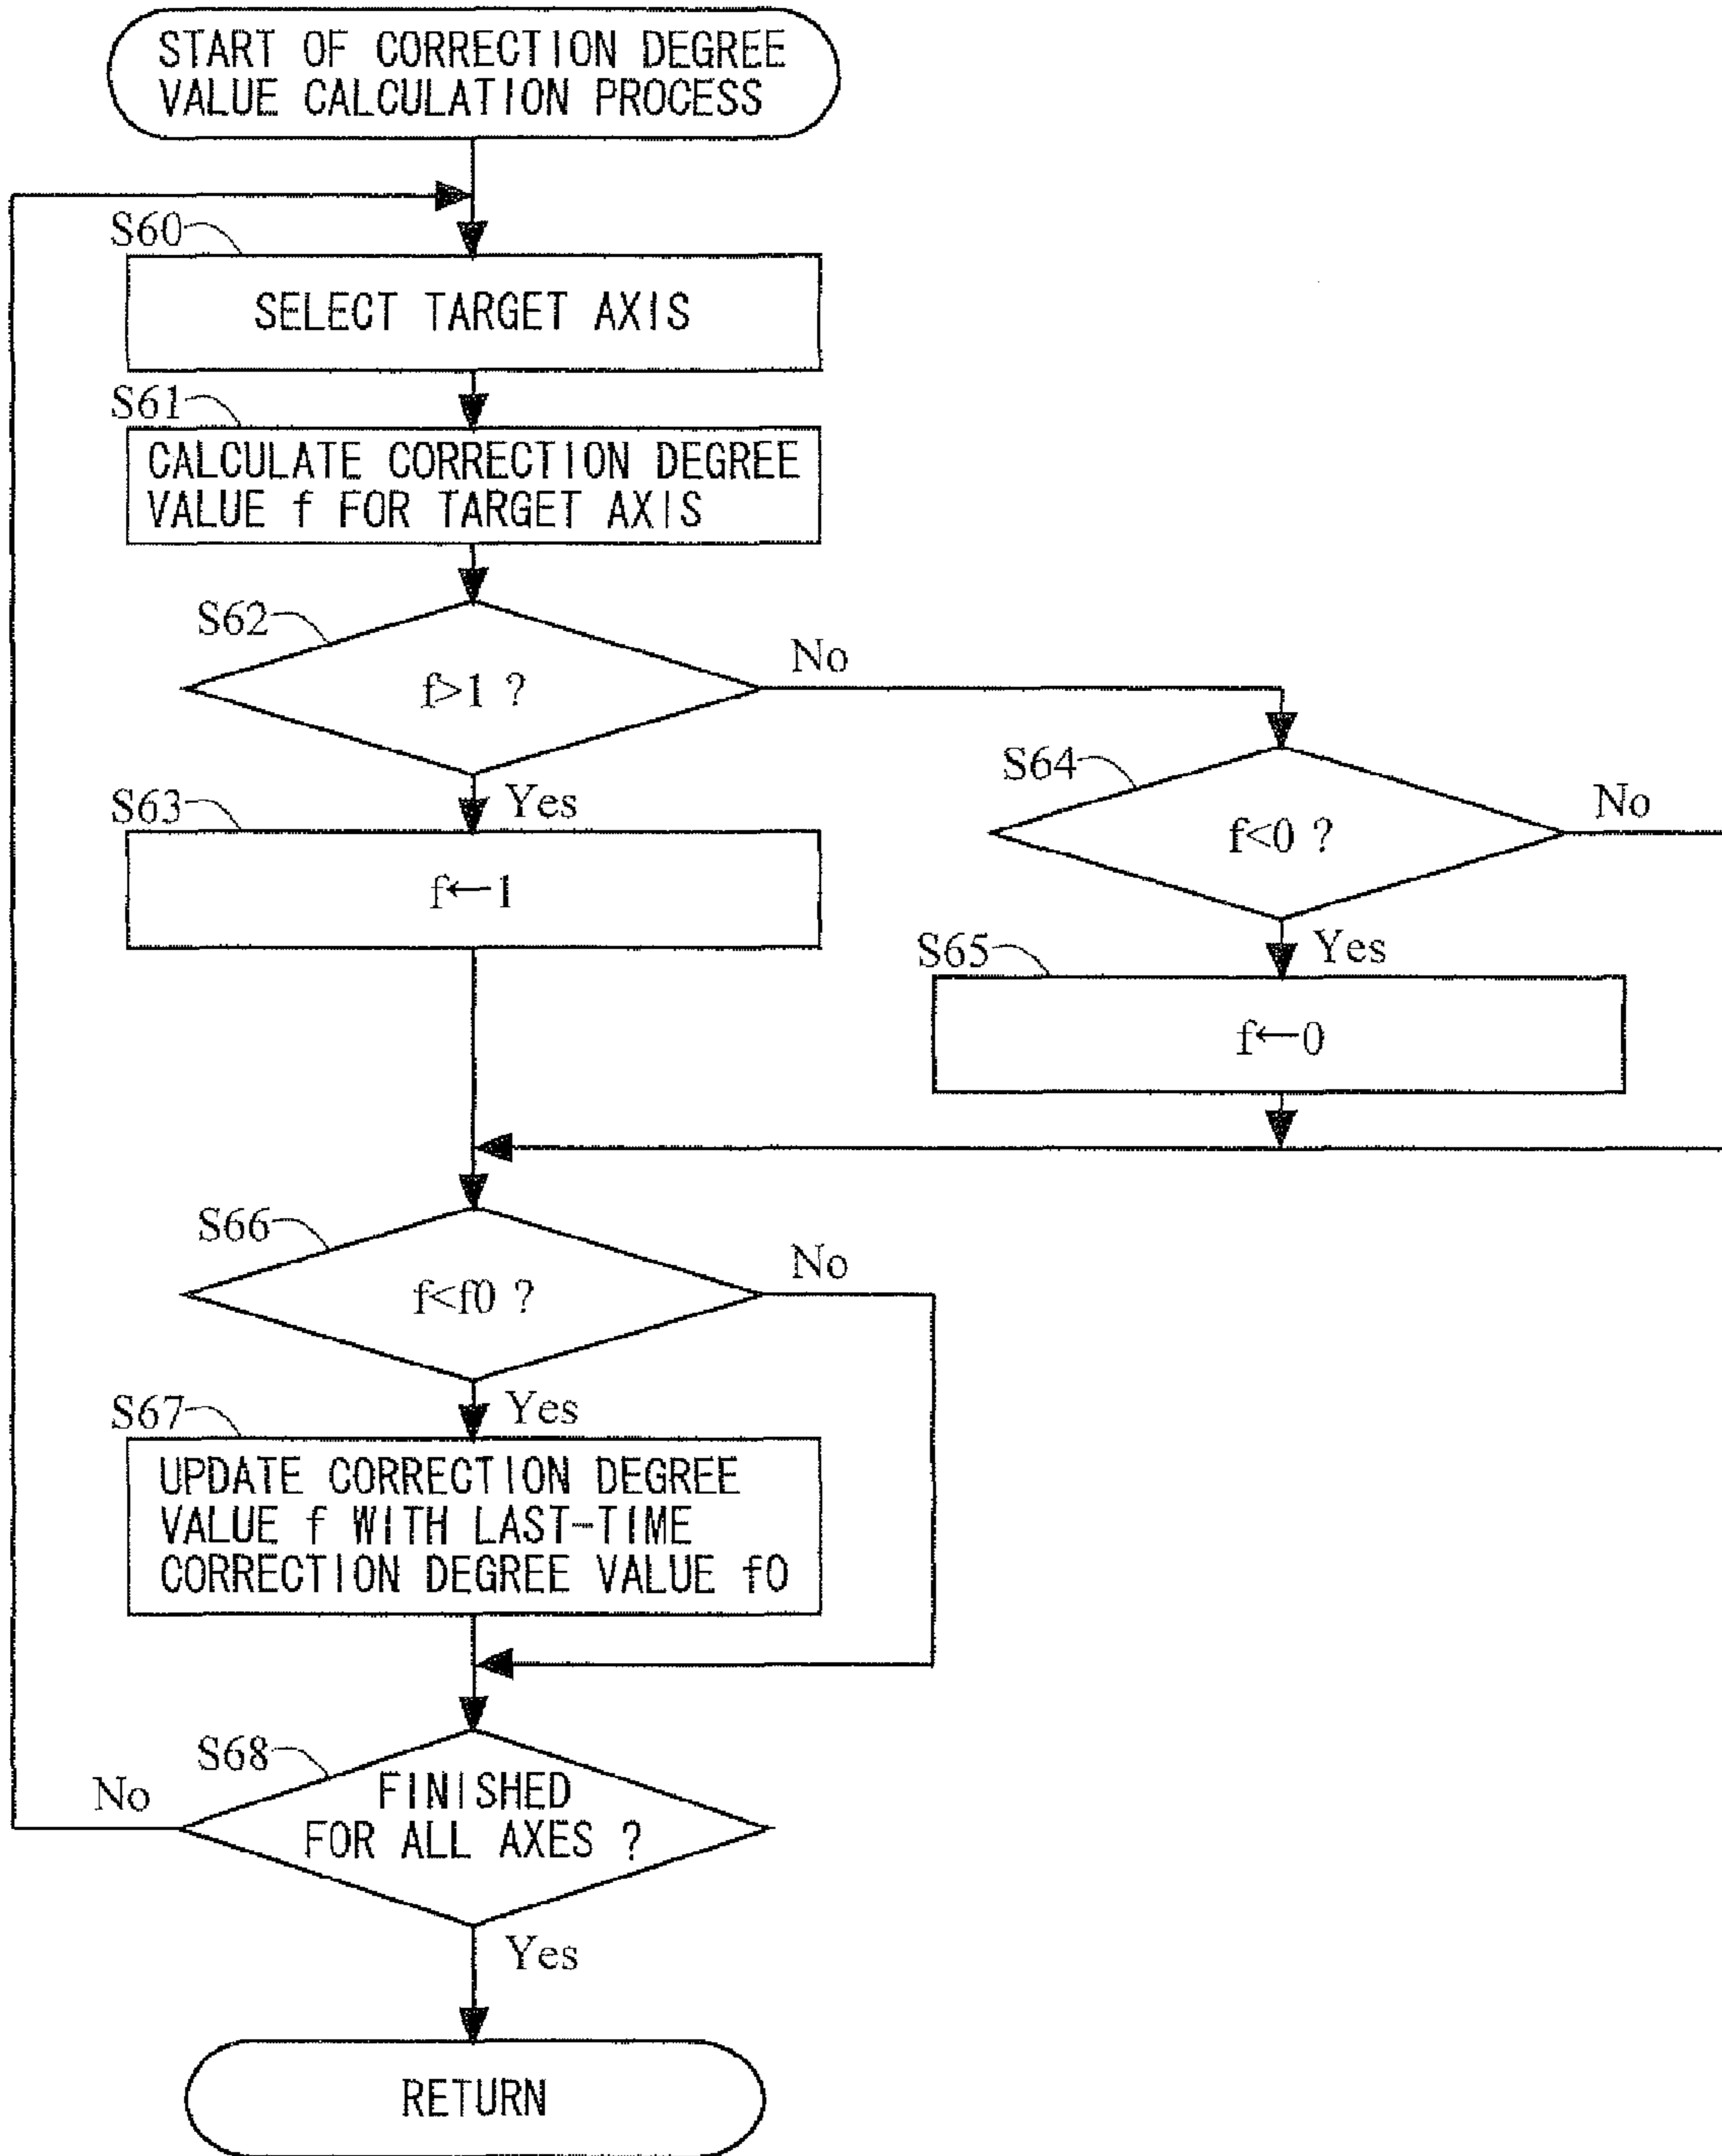 START OF CORRECTION DEGREE
VALUE CALCULATION PROCESS
S60
SELECT TARGET AXIS
S61
CALCULATE CORRECTION DEGREE
VALUE f FOR TARGET AXIS
S62
f>1 ?
No
Yes
S63
f←1
S64
f<0 ?
No
Yes
S65
f←0
S66
f<f0 ?
No
Yes
S67
UPDATE CORRECTION DEGREE
VALUE f WITH LAST-TIME
CORRECTION DEGREE VALUE f0
S68
FINISHED
FOR ALL AXES ?
No
Yes
RETURN